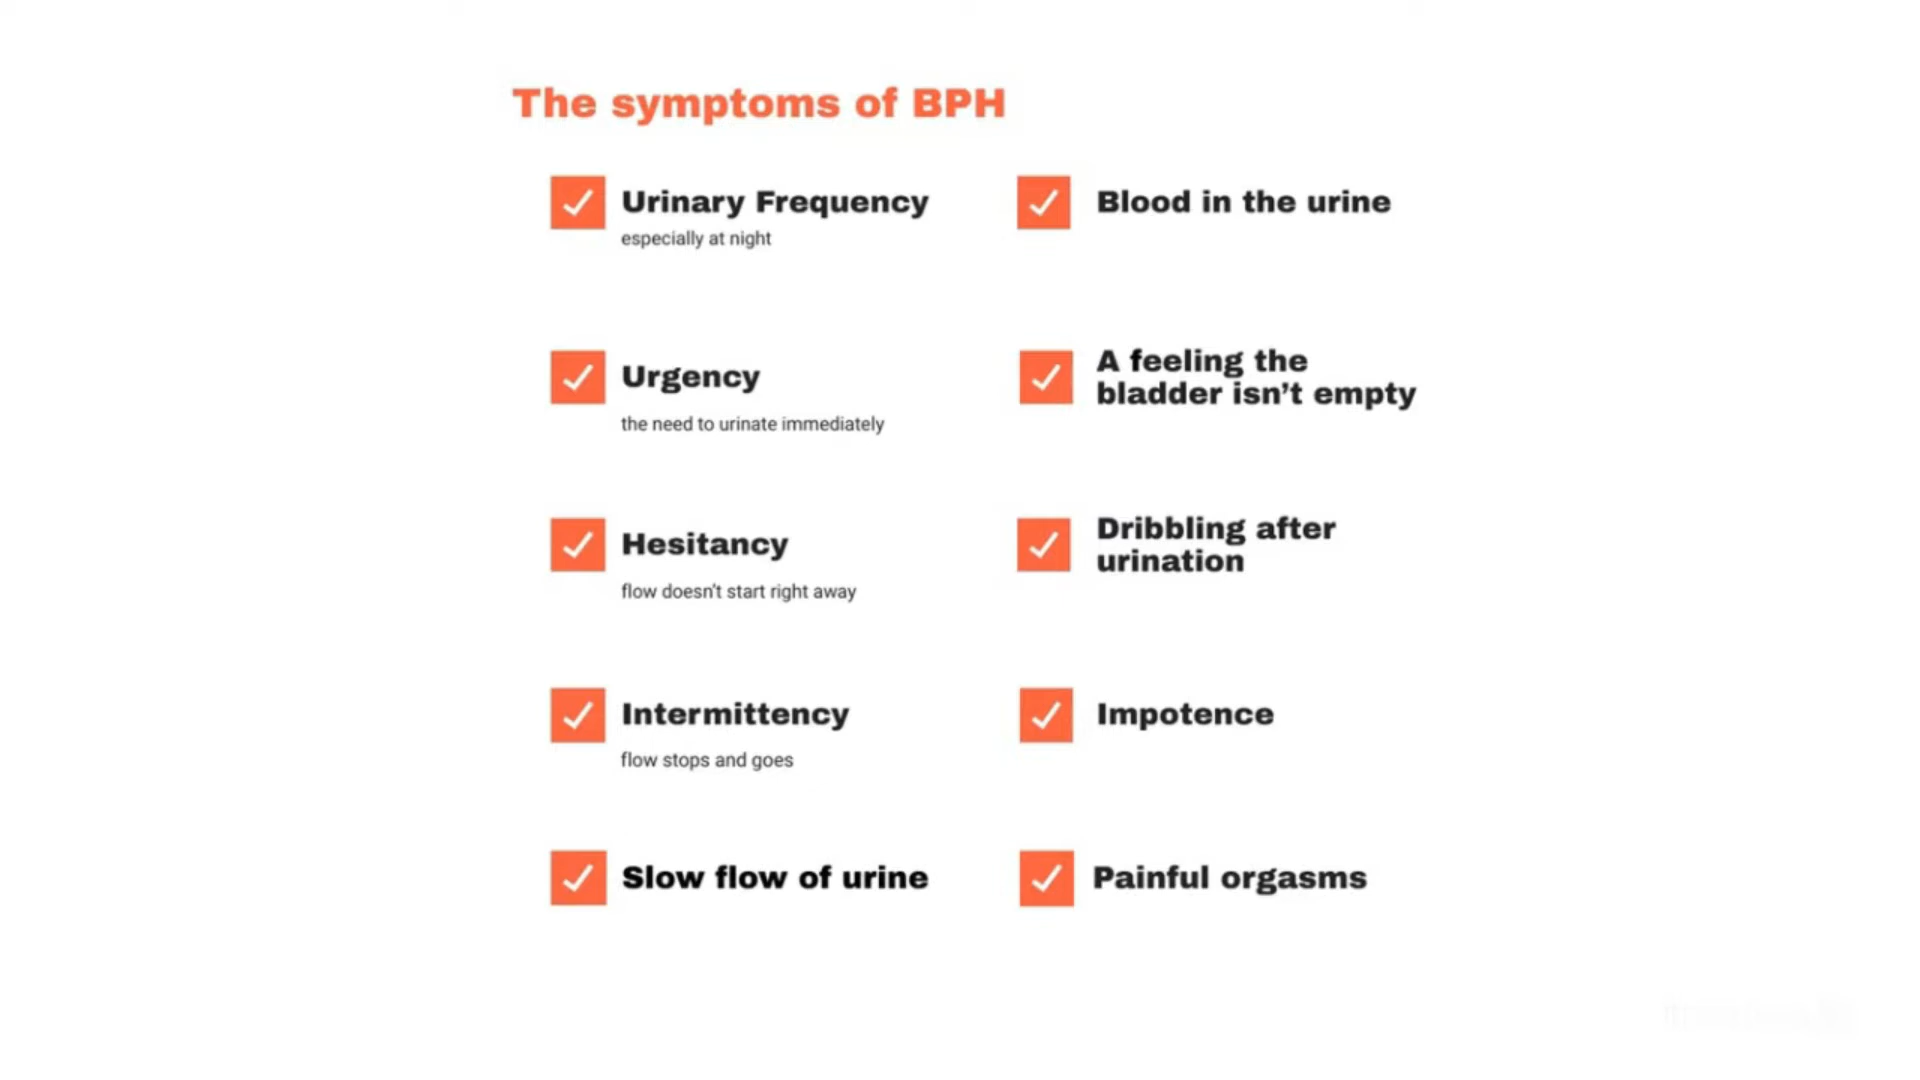 The symptoms of BPH
Urinary Frequency
especially at night
Urgency
the need to urinate immediately
Hesitancy
flow doesn't start right away
Intermittency
flow stops and goes
Slow flow of urine
Blood in the urine
A feeling the
bladder isn't empty
Dribbling after
urination
Impotence
Painful orgasms